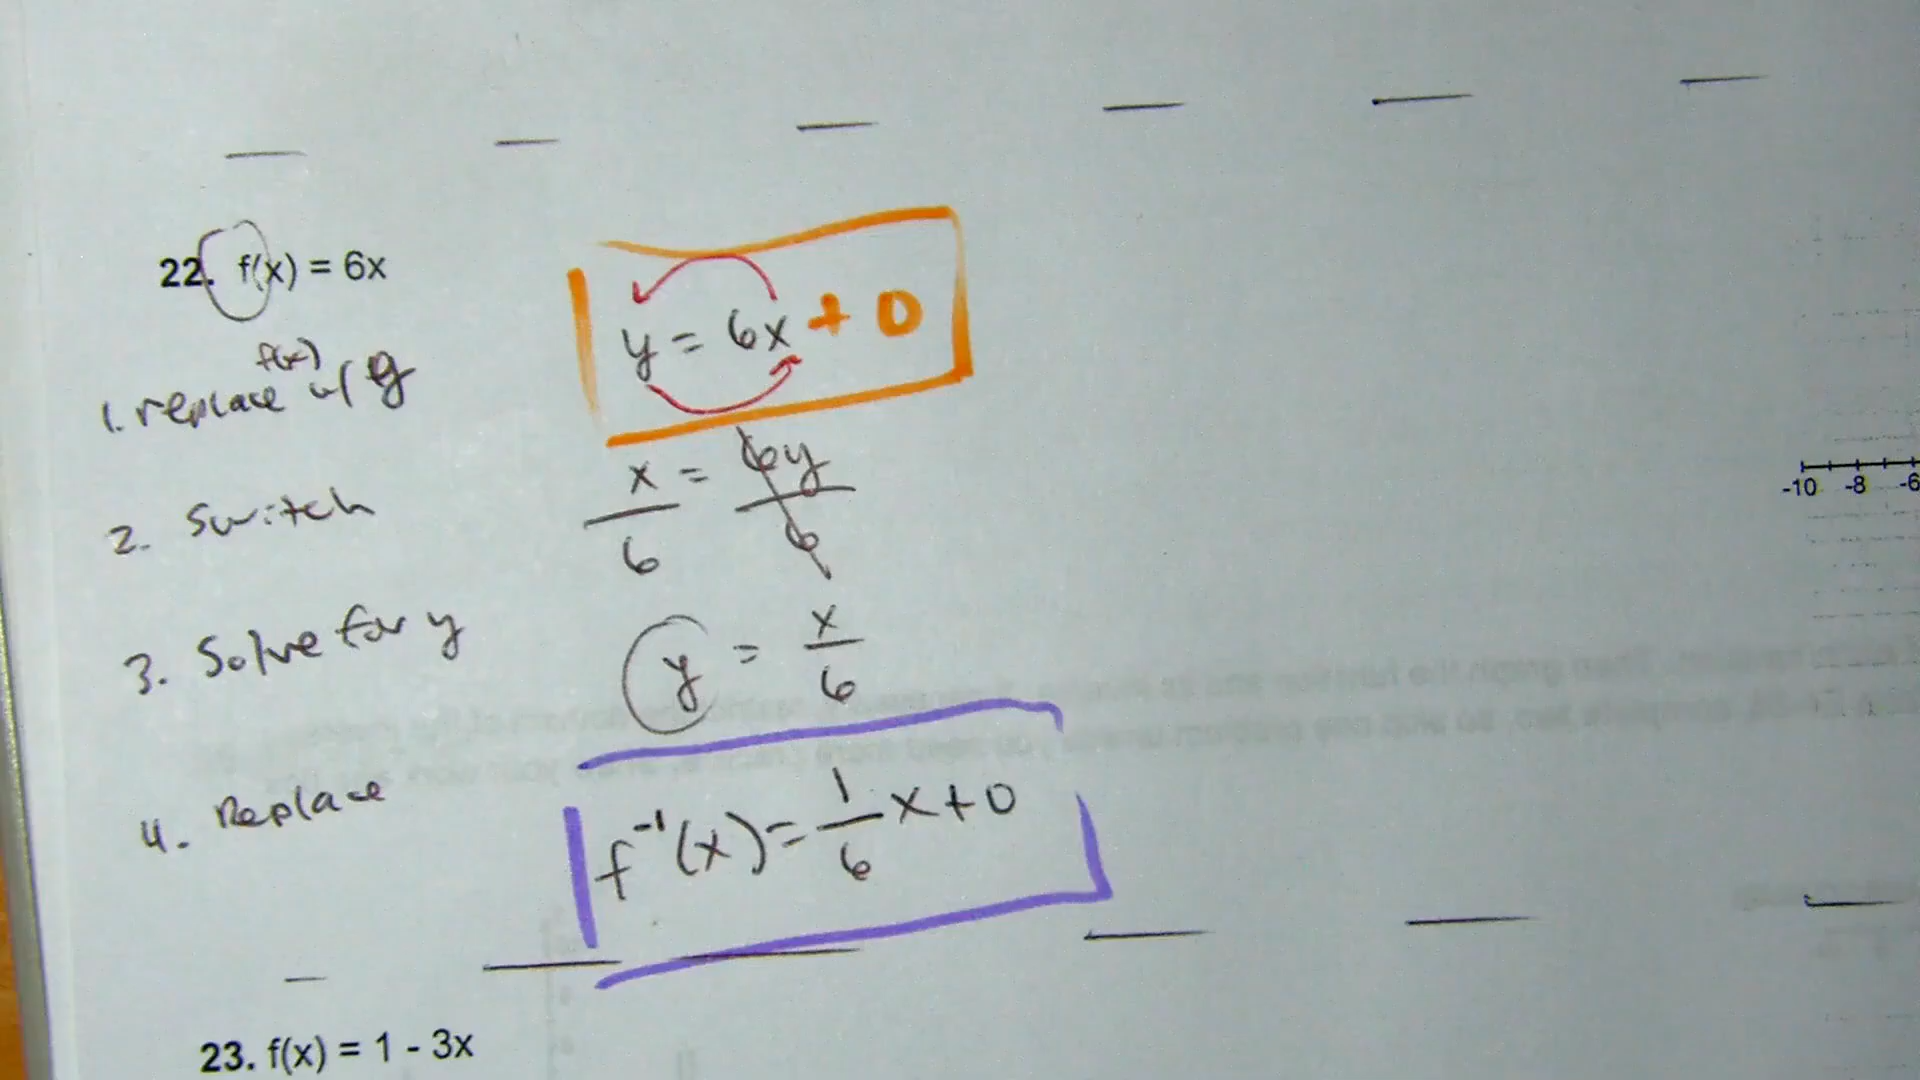 22. f(x) = 6x
y = 6x + 0
f(x)
1. replace w/ y
x = 6y
6 6
2. Switch
-10 -8 -6
3. Solve for y
y = x/6
4. Replace
f⁻¹(x) = 1/6 x + 0
23. f(x) = 1 - 3x